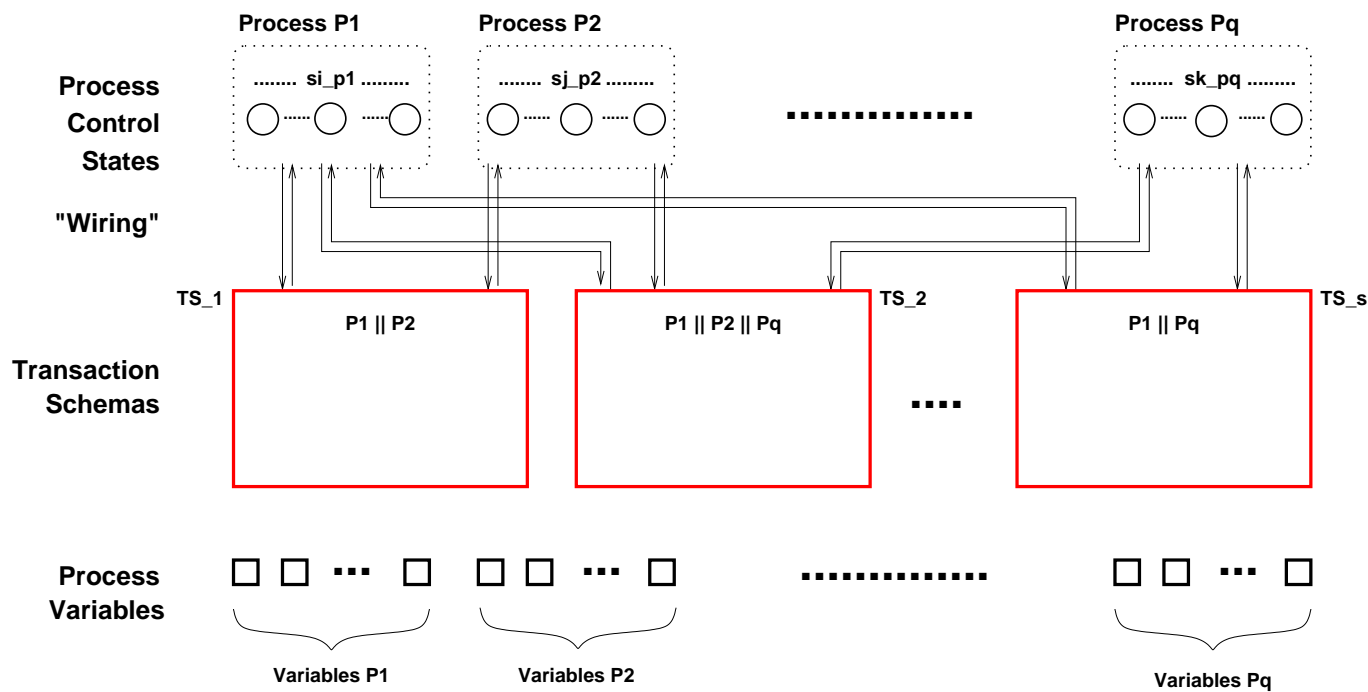 Process P1
Process P2
Process Pq
si_p1
sj_p2
sk_pq
Process
Control
States
"Wiring"
TS_1
TS_2
TS_s
P1 || P2
P1 || P2 || Pq
P1 || Pq
Transaction
Schemas
Process
Variables
Variables P1
Variables P2
Variables Pq